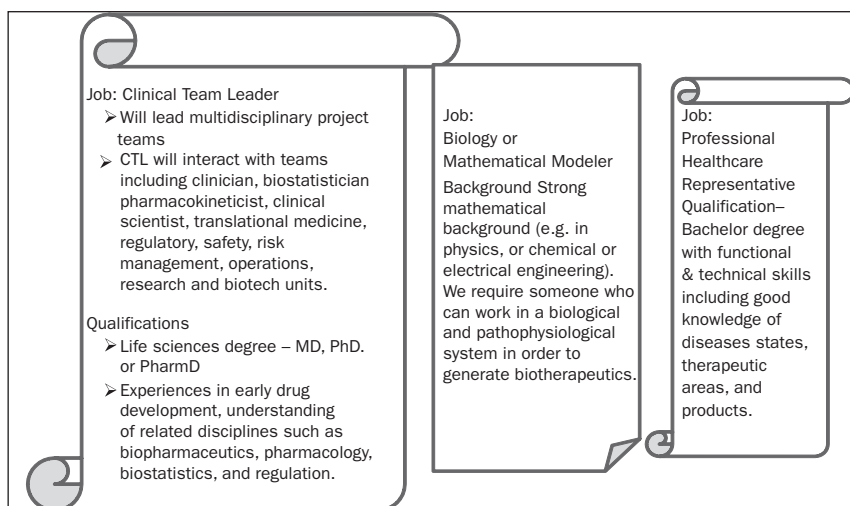 Job: Clinical Team Leader
➢ Will lead multidisciplinary project
teams
➢ CTL will interact with teams
including clinician, biostatistician
pharmacokineticist, clinical
scientist, translational medicine,
regulatory, safety, risk
management, operations,
research and biotech units.
Qualifications
➢ Life sciences degree – MD, PhD.
or PharmD
➢ Experiences in early drug
development, understanding
of related disciplines such as
biopharmaceutics, pharmacology,
biostatistics, and regulation.
Job:
Biology or
Mathematical Modeler
Background Strong
mathematical
background (e.g. in
physics, or chemical or
electrical engineering).
We require someone who
can work in a biological
and pathophysiological
system in order to
generate biotherapeutics.
Job:
Professional
Healthcare
Representative
Qualification–
Bachelor degree
with functional
& technical skills
including good
knowledge of
diseases states,
therapeutic
areas, and
products.